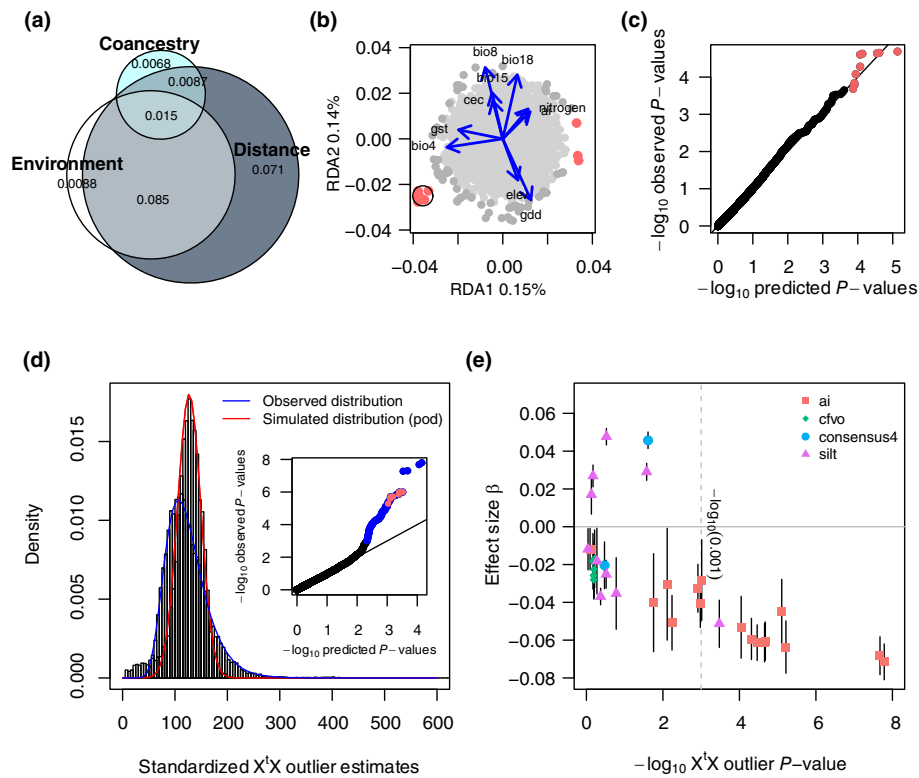 (a)
Coancestry
0.0068
0.0087
0.015
Environment
Distance
0.0088
0.071
0.085
(b)
0.04
0.02
0.00
−0.02
−0.04
RDA2 0.14%
bio8
bio18
bio15
cec
nitrogen
ai
gst
bio4
elev
gdd
−0.04
0.00
0.04
RDA1 0.15%
(c)
4
3
2
1
0
−log10 observed P−values
0 1 2 3 4 5
−log10 predicted P−values
(d)
0.015
0.010
0.005
0.000
Density
Observed distribution
Simulated distribution (pod)
8
6
4
2
0
−log10 observed P−values
0 1 2 3 4
−log10 predicted P−values
0 100 200 300 400 500 600
Standardized XtX outlier estimates
(e)
0.06
0.04
0.02
0.00
−0.02
−0.04
−0.06
−0.08
Effect size β
ai
cfvo
consensus4
silt
−log10(0.001)
0 2 4 6 8
−log10 XtX outlier P−value